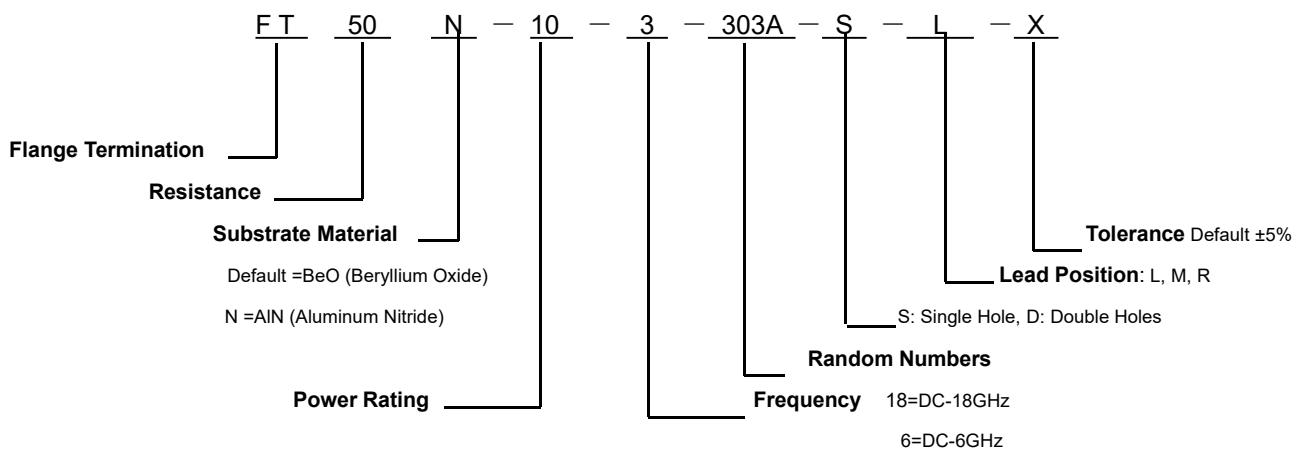 FT 50 N － 10 － 3 － 303A － S － L － X
Flange Termination
Resistance
Substrate Material
Default =BeO (Beryllium Oxide)
N =AlN (Aluminum Nitride)
Power Rating
Tolerance Default ±5%
Lead Position: L, M, R
S: Single Hole, D: Double Holes
Random Numbers
Frequency 18=DC-18GHz
6=DC-6GHz